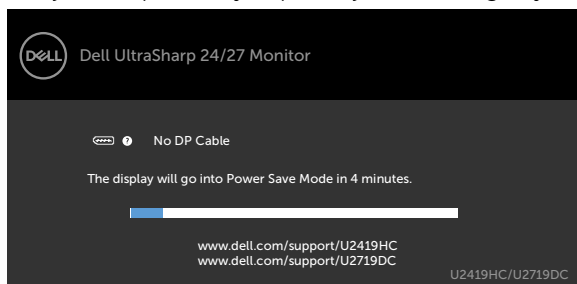 DELL
Dell UltraSharp 24/27 Monitor
? No DP Cable
The display will go into Power Save Mode in 4 minutes.
www.dell.com/support/U2419HC
www.dell.com/support/U2719DC
U2419HC/U2719DC